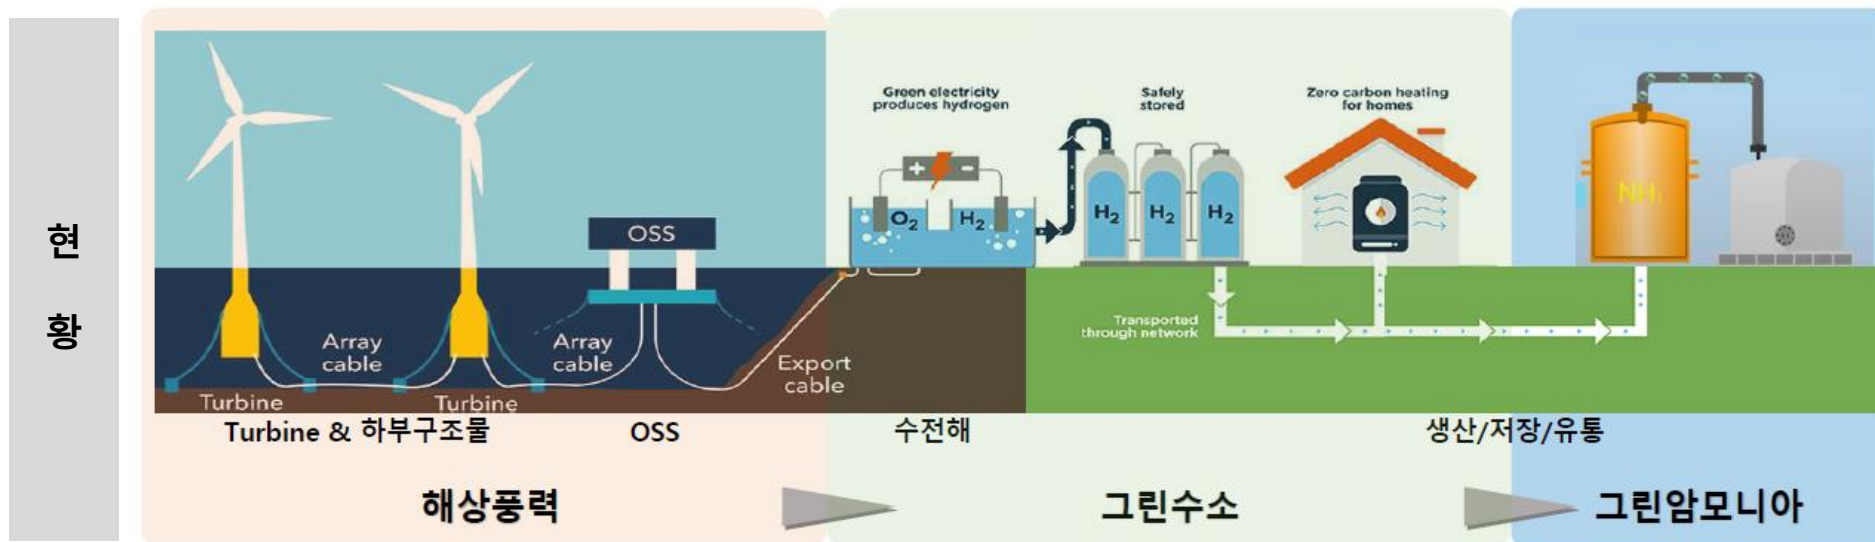 현
황
Green electricity
produces hydrogen
Safely
stored
Zero carbon heating
for homes
O2
H2
H2
H2
H2
OSS
Array
cable
Array
cable
Export
cable
Turbine
Turbine
Transported
through network
Turbine & 하부구조물
OSS
수전해
생산/저장/유통
해상풍력
그린수소
그린암모니아